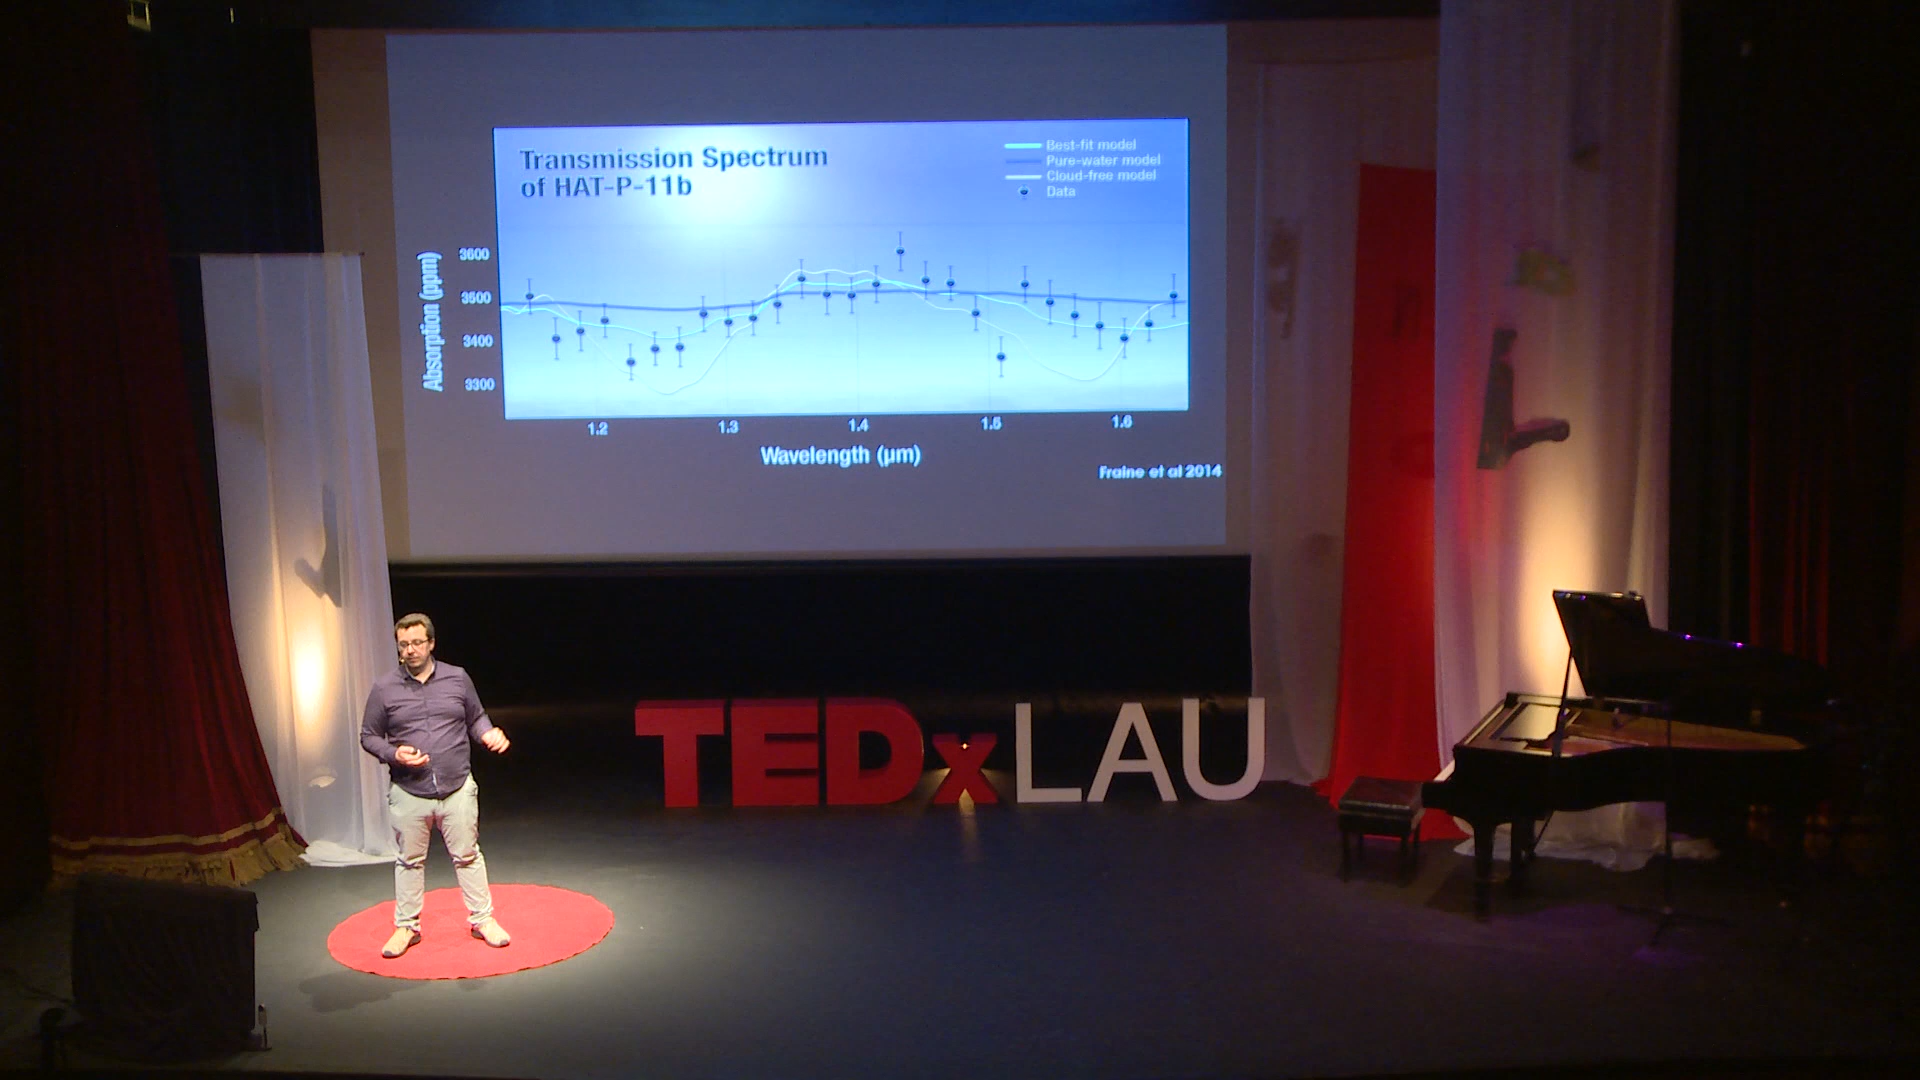 Transmission Spectrum
of HAT-P-11b
Best-fit model
Pure-water model
Cloud-free model
Data
Absorption (ppm)
3600
3500
3400
3300
1.2
1.3
1.4
1.5
1.6
Wavelength (μm)
Fraine et al 2014
TEDxLAU